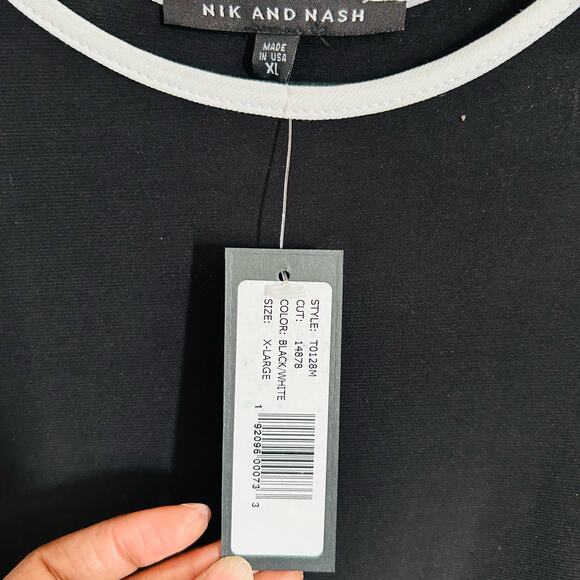 NIK AND NASH
MADE
IN USA
XL
STYLE: T0128M
CUT: 14878
COLOR: BLACK/WHITE
SIZE: X-LARGE
1 92096 00073 3